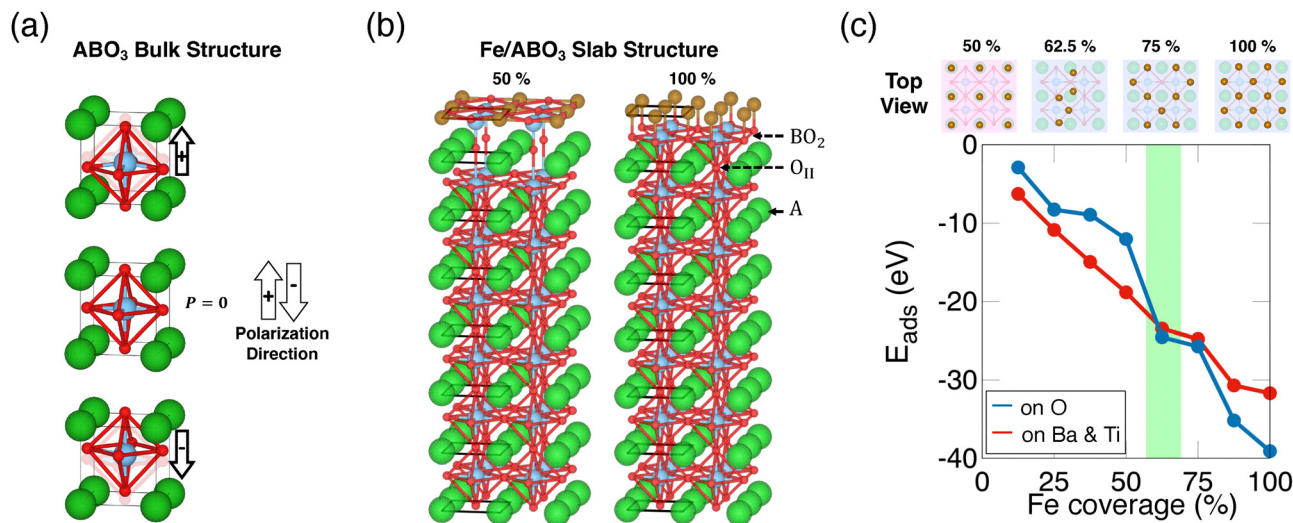 (a)
ABO₃ Bulk Structure
+
P = 0
+ -
Polarization
Direction
-
(b)
Fe/ABO₃ Slab Structure
50 % 100 %
BO₂
O_II
A
(c)
50 % 62.5 % 75 % 100 %
Top
View
0
-10
-20
-30
-40
E_ads (eV)
on O
on Ba & Ti
0 25 50 75 100
Fe coverage (%)